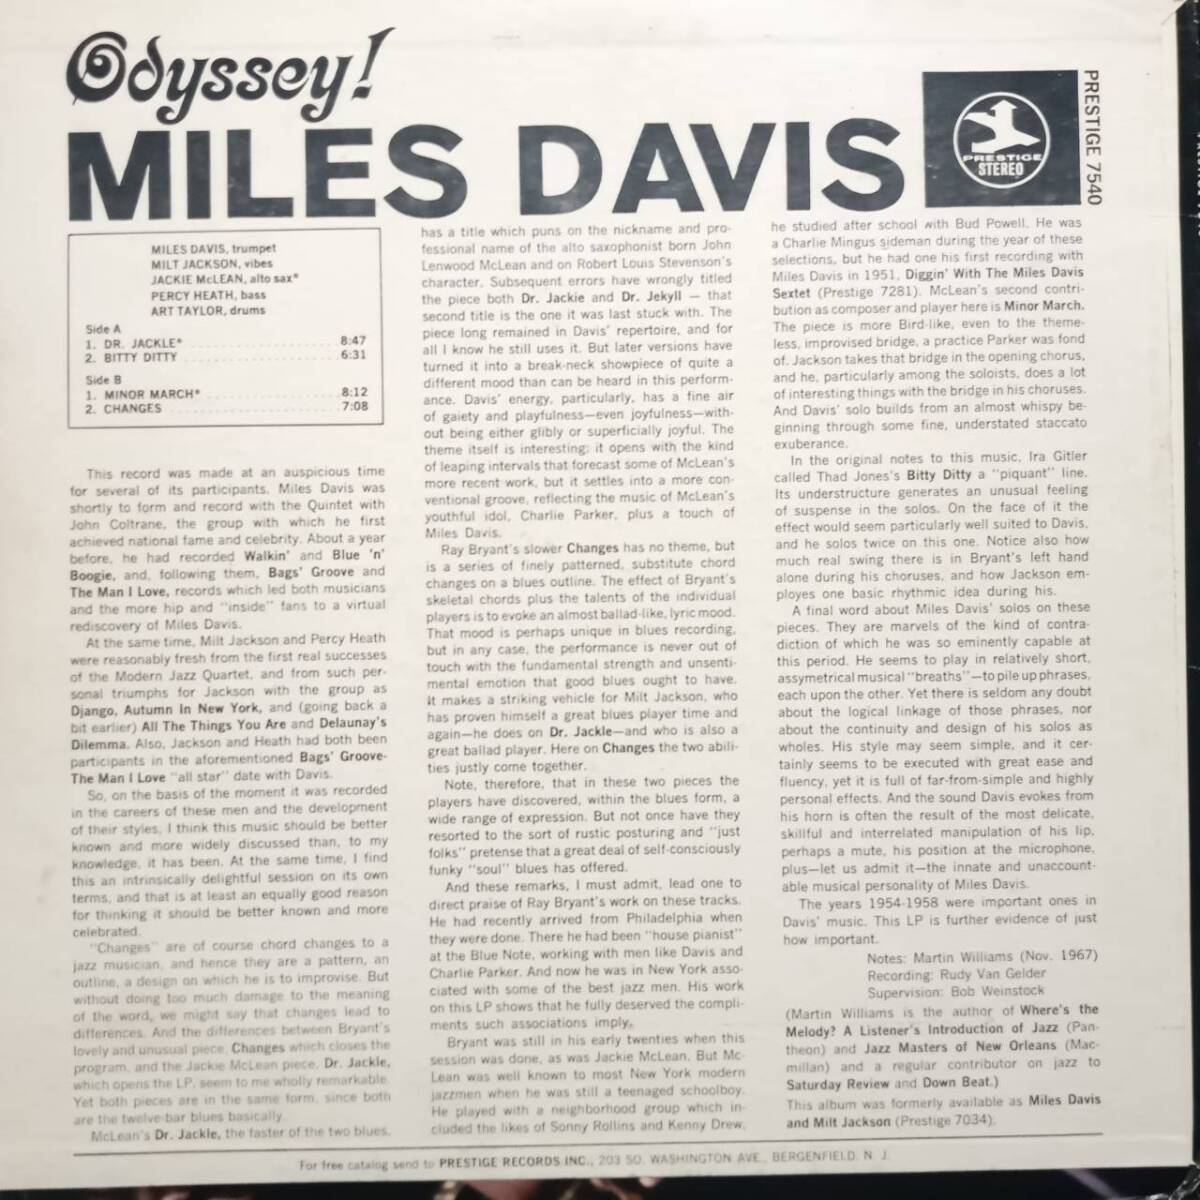 Odyssey!
MILES DAVIS
PRESTIGE
STEREO
PRESTIGE 7540
MILES DAVIS, trumpet
MILT JACKSON, vibes
JACKIE McLEAN, alto sax*
PERCY HEATH, bass
ART TAYLOR, drums
Side A
1. DR. JACKLE* 8:47
2. BITTY DITTY 6:31
Side B
1. MINOR MARCH* 8:12
2. CHANGES 7:08
This record was made at an auspicious time
for several of its participants. Miles Davis was
shortly to form and record with the Quintet with
John Coltrane, the group with which he first
achieved national fame and celebrity. About a year
before, he had recorded Walkin' and Blue 'n'
Boogie, and, following them, Bags' Groove and
The Man I Love, records which led both musicians
and the more hip and "inside" fans to a virtual
rediscovery of Miles Davis.
At the same time, Milt Jackson and Percy Heath
were reasonably fresh from the first real successes
of the Modern Jazz Quartet, and from such per-
sonal triumphs for Jackson with the group as
Django, Autumn In New York, and (going back a
bit earlier) All The Things You Are and Delaunay's
Dilemma. Also, Jackson and Heath had both been
participants in the aforementioned Bags' Groove-
The Man I Love "all star" date with Davis.
So, on the basis of the moment it was recorded
in the careers of these men and the development
of their styles, I think this music should be better
known and more widely discussed than, to my
knowledge, it has been. At the same time, I find
this an intrinsically delightful session on its own
terms, and that is at least an equally good reason
for thinking it should be better known and more
celebrated.
"Changes" are of course chord changes to a
jazz musician, and hence they are a pattern, an
outline, a design on which he is to improvise. But
without doing too much damage to the meaning
of the word, we might say that changes lead to
differences. And the differences between Bryant's
lovely and unusual piece, Changes which closes the
program, and the Jackie McLean piece, Dr. Jackle,
which opens the LP, seem to me wholly remarkable.
Yet both pieces are in the same form, since both
are the twelve-bar blues basically.
McLean's Dr. Jackle, the faster of the two blues,
has a title which puns on the nickname and pro-
fessional name of the alto saxophonist born John
Lenwood McLean and on Robert Louis Stevenson's
character. Subsequent errors have wrongly titled
the piece both Dr. Jackie and Dr. Jekyll — that
second title is the one it was last stuck with. The
piece long remained in Davis' repertoire, and for
all I know he still uses it. But later versions have
turned it into a break-neck showpiece of quite a
different mood than can be heard in this perform-
ance. Davis' energy, particularly, has a fine air
of gaiety and playfulness—even joyfulness—with-
out being either glibly or superficially joyful. The
theme itself is interesting: it opens with the kind
of leaping intervals that forecast some of McLean's
more recent work, but it settles into a more con-
ventional groove, reflecting the music of McLean's
youthful idol, Charlie Parker, plus a touch of
Miles Davis.
Ray Bryant's slower Changes has no theme, but
is a series of finely patterned, substitute chord
changes on a blues outline. The effect of Bryant's
skeletal chords plus the talents of the individual
players is to evoke an almost ballad-like, lyric mood.
That mood is perhaps unique in blues recording,
but in any case, the performance is never out of
touch with the fundamental strength and unsenti-
mental emotion that good blues ought to have.
It makes a striking vehicle for Milt Jackson, who
has proven himself a great blues player time and
again—he does on Dr. Jackle—and who is also a
great ballad player. Here on Changes the two abili-
ties justly come together.
Note, therefore, that in these two pieces the
players have discovered, within the blues form, a
wide range of expression. But not once have they
resorted to the sort of rustic posturing and "just
folks" pretense that a great deal of self-consciously
funky "soul" blues has offered.
And these remarks, I must admit, lead one to
direct praise of Ray Bryant's work on these tracks.
He had recently arrived from Philadelphia when
they were done. There he had been "house pianist"
at the Blue Note, working with men like Davis and
Charlie Parker. And now he was in New York asso-
ciated with some of the best jazz men. His work
on this LP shows that he fully deserved the compli-
ments such associations imply.
Bryant was still in his early twenties when this
session was done, as was Jackie McLean. But Mc-
Lean was well known to most New York modern
jazzmen when he was still a teenaged schoolboy.
He played with a neighborhood group which in-
cluded the likes of Sonny Rollins and Kenny Drew,
he studied after school with Bud Powell. He was
a Charlie Mingus sideman during the year of these
selections, but he had one his first recording with
Miles Davis in 1951, Diggin' With The Miles Davis
Sextet (Prestige 7281). McLean's second contri-
bution as composer and player here is Minor March.
The piece is more Bird-like, even to the theme-
less, improvised bridge, a practice Parker was fond
of. Jackson takes that bridge in the opening chorus,
and he, particularly among the soloists, does a lot
of interesting things with the bridge in his choruses.
And Davis' solo builds from an almost whispy be-
ginning through some fine, understated staccato
exuberance.
In the original notes to this music, Ira Gitler
called Thad Jones's Bitty Ditty a "piquant" line.
Its understructure generates an unusual feeling
of suspense in the solos. On the face of it the
effect would seem particularly well suited to Davis,
and he solos twice on this one. Notice also how
much real swing there is in Bryant's left hand
alone during his choruses, and how Jackson em-
ployes one basic rhythmic idea during his.
A final word about Miles Davis' solos on these
pieces. They are marvels of the kind of contra-
diction of which he was so eminently capable at
this period. He seems to play in relatively short,
assymetrical musical "breaths"—to pile up phrases,
each upon the other. Yet there is seldom any doubt
about the logical linkage of those phrases, nor
about the continuity and design of his solos as
wholes. His style may seem simple, and it cer-
tainly seems to be executed with great ease and
fluency, yet it is full of far-from-simple and highly
personal effects. And the sound Davis evokes from
his horn is often the result of the most delicate,
skillful and interrelated manipulation of his lip,
perhaps a mute, his position at the microphone,
plus—let us admit it—the innate and unaccount-
able musical personality of Miles Davis.
The years 1954-1958 were important ones in
Davis' music. This LP is further evidence of just
how important.
Notes: Martin Williams (Nov. 1967)
Recording: Rudy Van Gelder
Supervision: Bob Weinstock
(Martin Williams is the author of Where's the
Melody? A Listener's Introduction of Jazz (Pan-
theon) and Jazz Masters of New Orleans (Mac-
millan) and a regular contributor on jazz to
Saturday Review and Down Beat.)
This album was formerly available as Miles Davis
and Milt Jackson (Prestige 7034).
For free catalog send to PRESTIGE RECORDS INC., 203 SO. WASHINGTON AVE., BERGENFIELD, N. J.